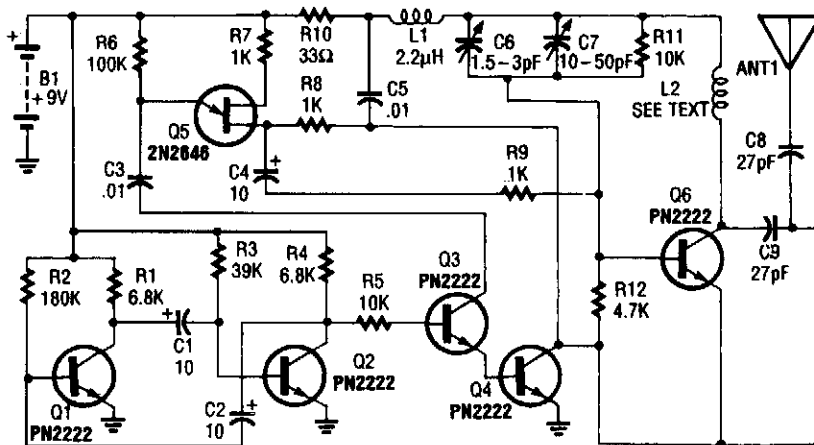 +
B1
+9V
R6
100K
R7
1K
R10
33Ω
L1
2.2μH
C6
1.5–3pF
C7
10–50pF
R11
10K
ANT1
L2
SEE TEXT
Q5
2N2646
R8
1K
C5
.01
C3
.01
C4
10
+
R9
.1K
C8
27pF
Q6
PN2222
C9
27pF
R2
180K
R1
6.8K
R3
39K
R4
6.8K
R5
10K
Q3
PN2222
R12
4.7K
+
C1
10
Q1
PN2222
C2
10
+
Q2
PN2222
Q4
PN2222